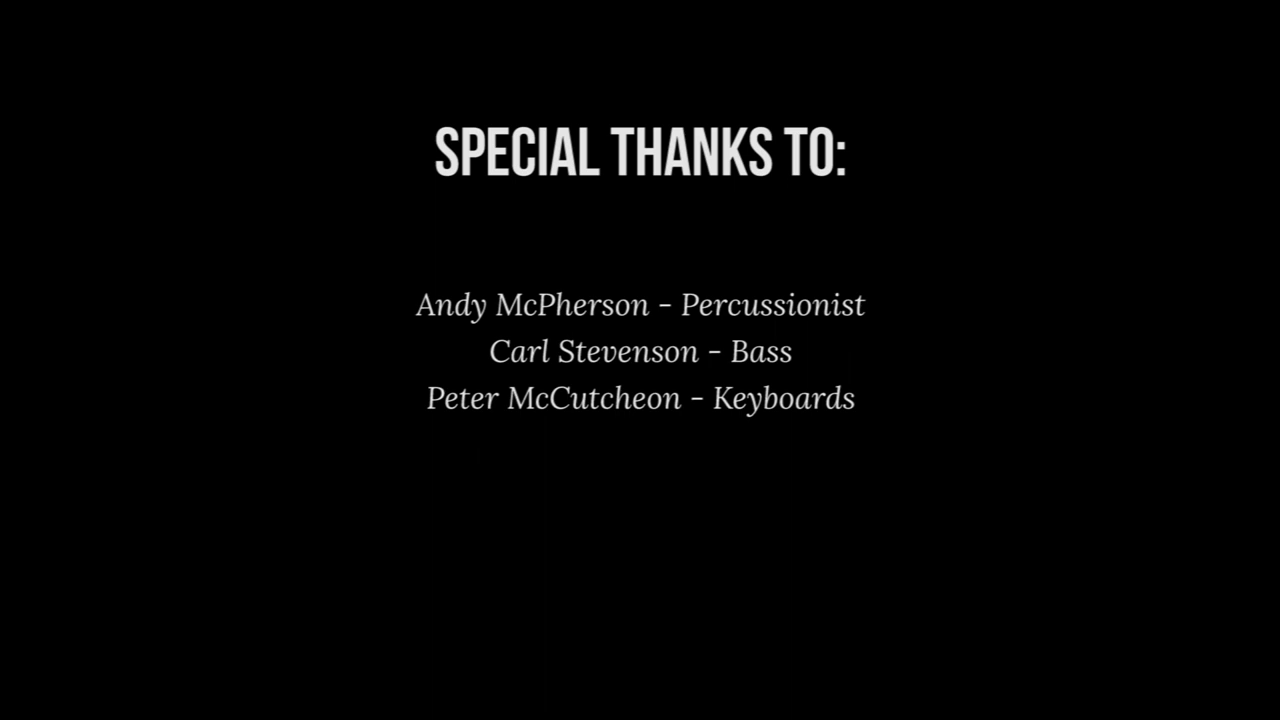 SPECIAL THANKS TO:
Andy McPherson - Percussionist
Carl Stevenson - Bass
Peter McCutcheon - Keyboards